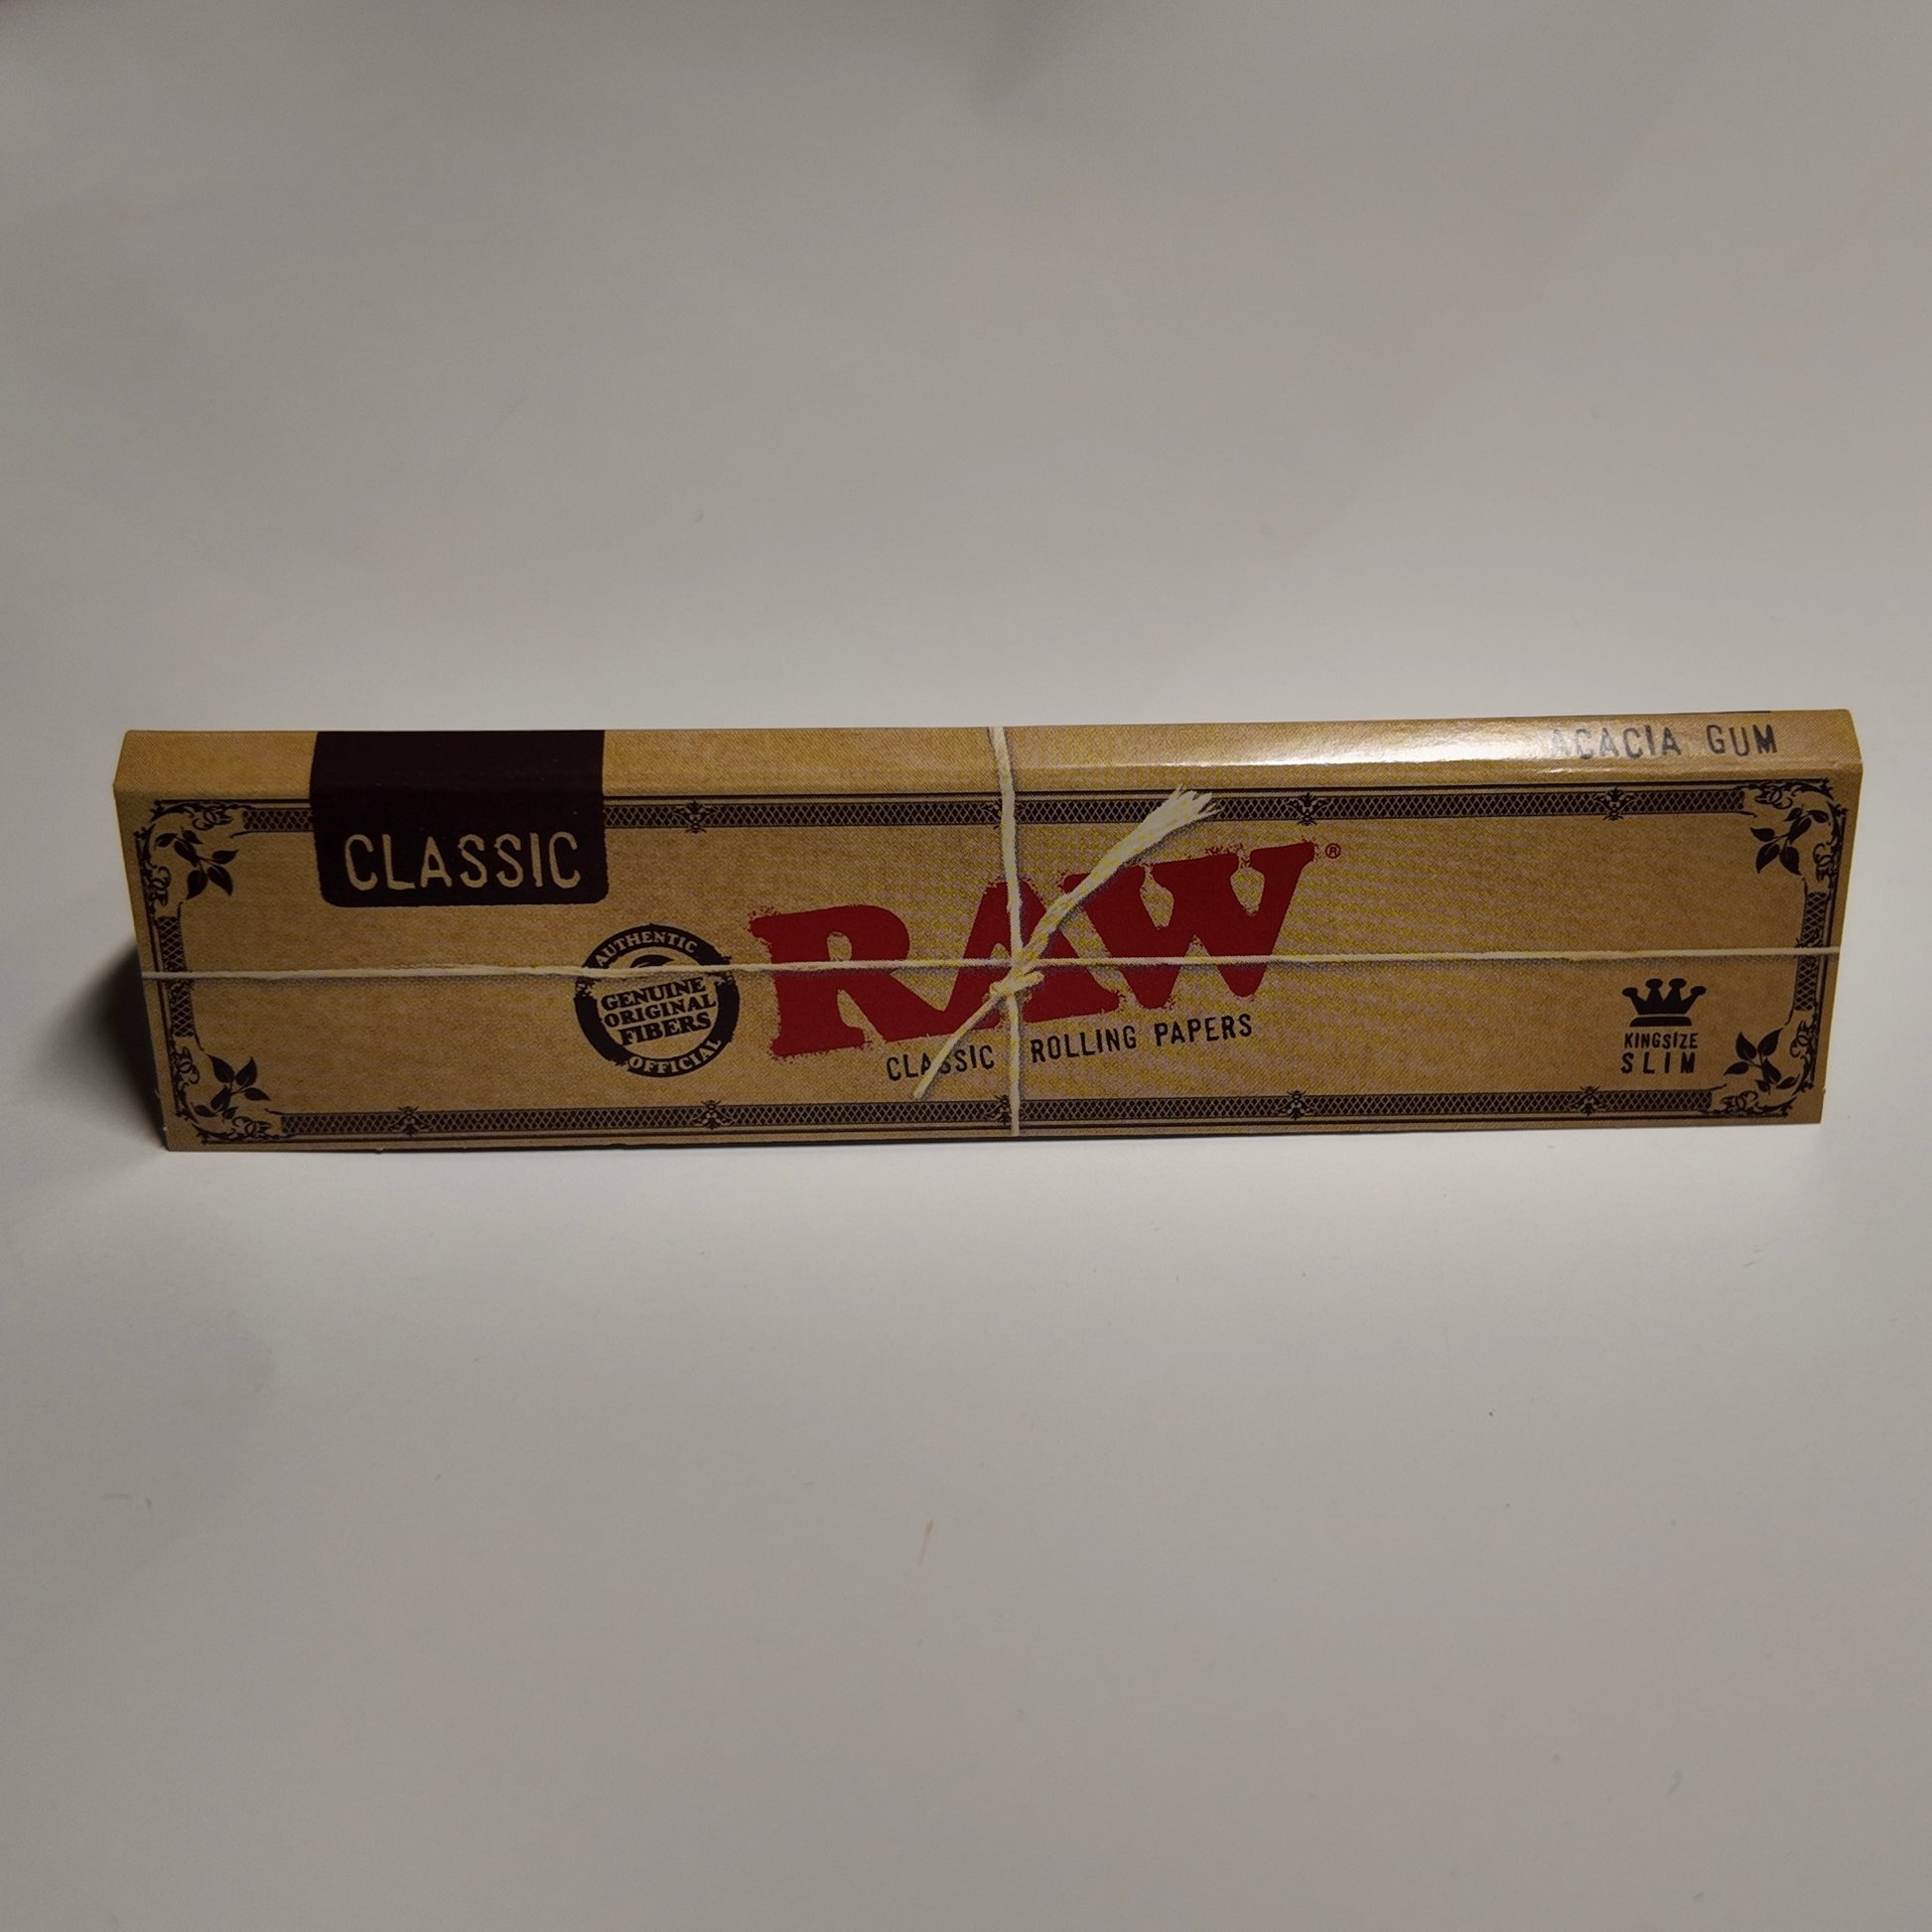 ACACIA GUM
CLASSIC
AUTHENTIC
GENUINE
ORIGINAL
FIBERS
OFFICIAL
RAW®
CLASSIC ROLLING PAPERS
KINGSIZE
SLIM